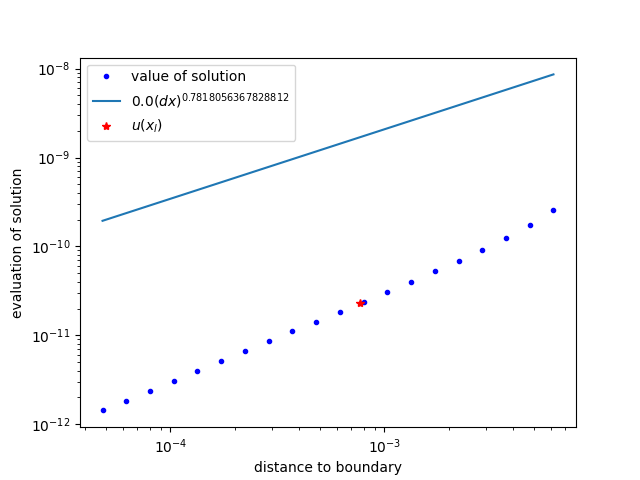 value of solution
0.0(dx)^0.7818056367828812
u(x_l)
10^-8
10^-9
10^-10
10^-11
10^-12
evaluation of solution
10^-4
10^-3
distance to boundary